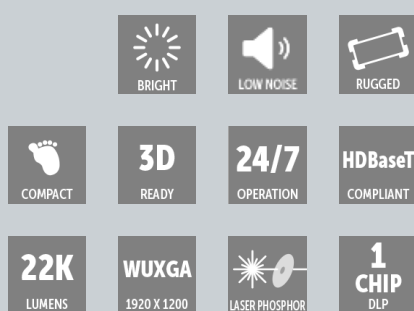 BRIGHT
LOW NOISE
RUGGED
COMPACT
3D
READY
24/7
OPERATION
HDBaseT
COMPLIANT
22K
LUMENS
WUXGA
1920 X 1200
LASER PHOSPHOR
1
CHIP
DLP